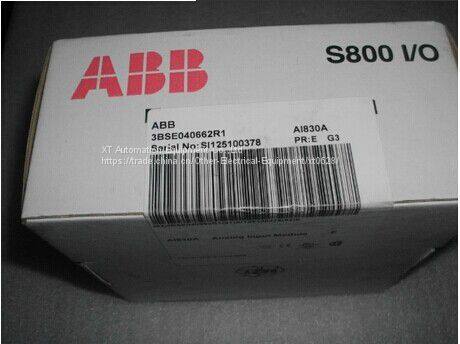 ABB
S800 I/O
ABB
3BSE040662R1 AI830A
Serial No: SI125100378 PR:E G3
XT Automation
https://trade.china.cn/Other-Electrical-Equipment/xt0628/
AI830A Analog Input Module E